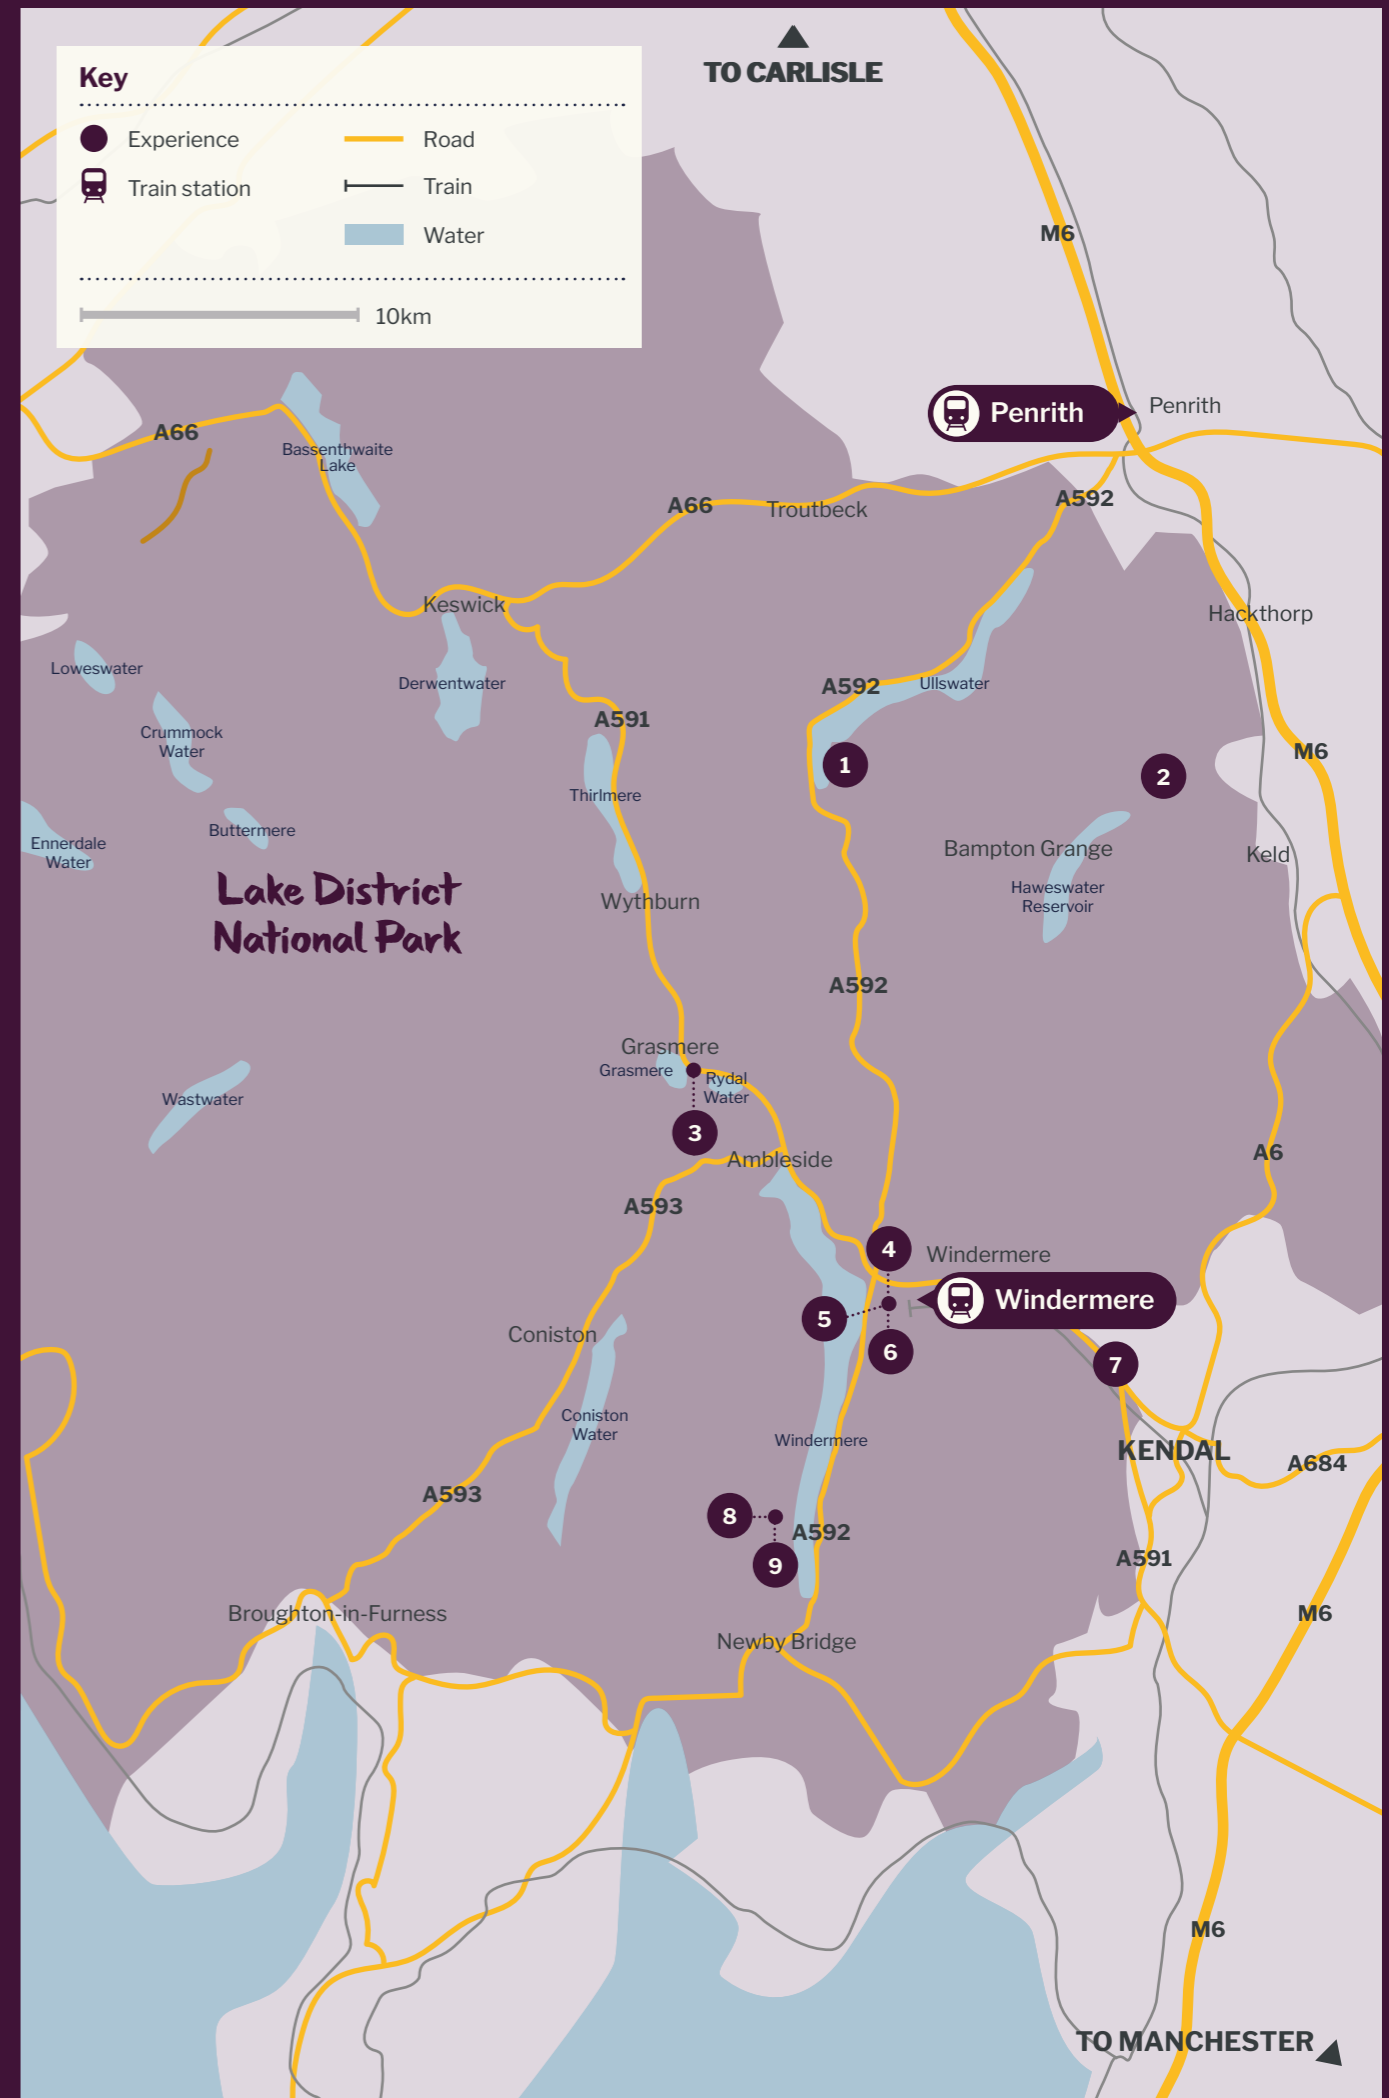 TO CARLISLE
Key
Experience
Road
Train station
Train
Water
10km
M6
Penrith
Penrith
A66
Bassenthwaite
Lake
A66
Troutbeck
A592
Keswick
Hackthorp
Loweswater
Derwentwater
A592
Ullswater
A591
Crummock
Water
M6
1
2
Thirlmere
Buttermere
Ennerdale
Water
Bampton Grange
Keld
Haweswater
Reservoir
Lake District
National Park
Wythburn
A592
Grasmere
Grasmere
Rydal
Water
Wastwater
3
Ambleside
A6
A593
4
Windermere
Windermere
5
6
Coniston
7
Coniston
Water
Windermere
KENDAL
A684
A593
8
A592
9
A591
Broughton-in-Furness
M6
Newby Bridge
M6
TO MANCHESTER